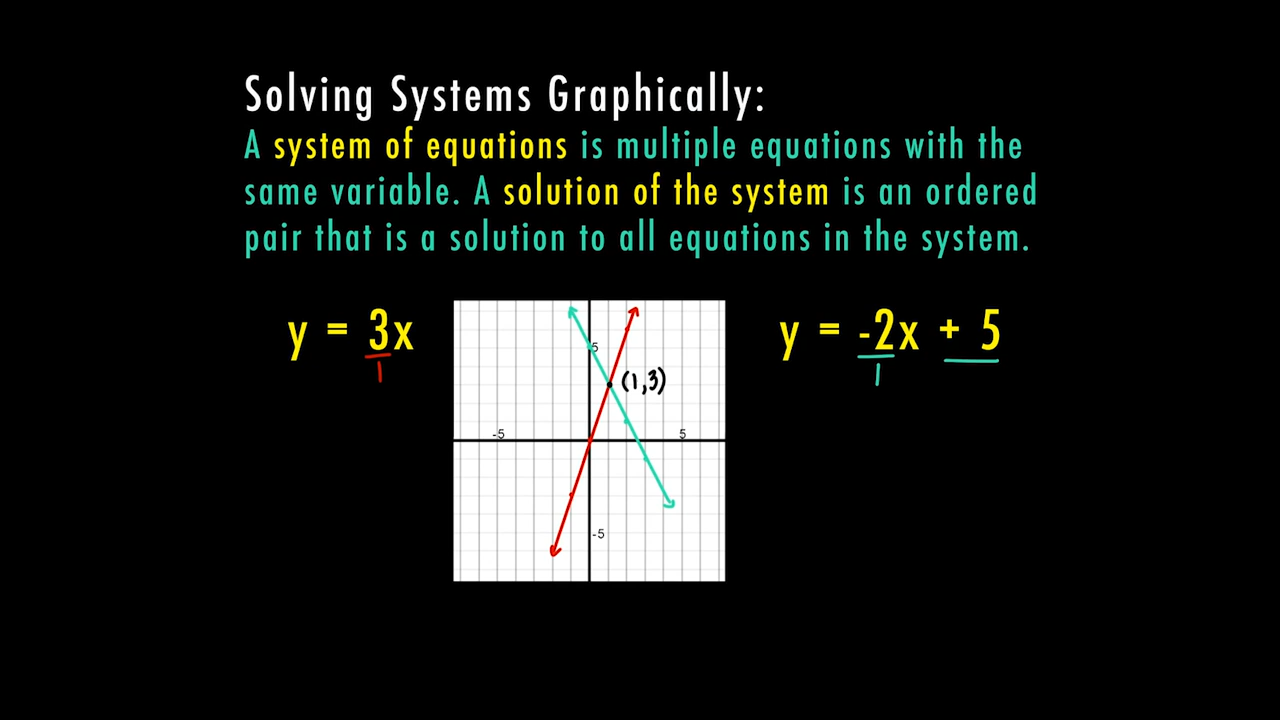 Solving Systems Graphically:
A system of equations is multiple equations with the
same variable. A solution of the system is an ordered
pair that is a solution to all equations in the system.
y = 3x
1
5
(1,3)
-5
5
-5
y = -2x + 5
1